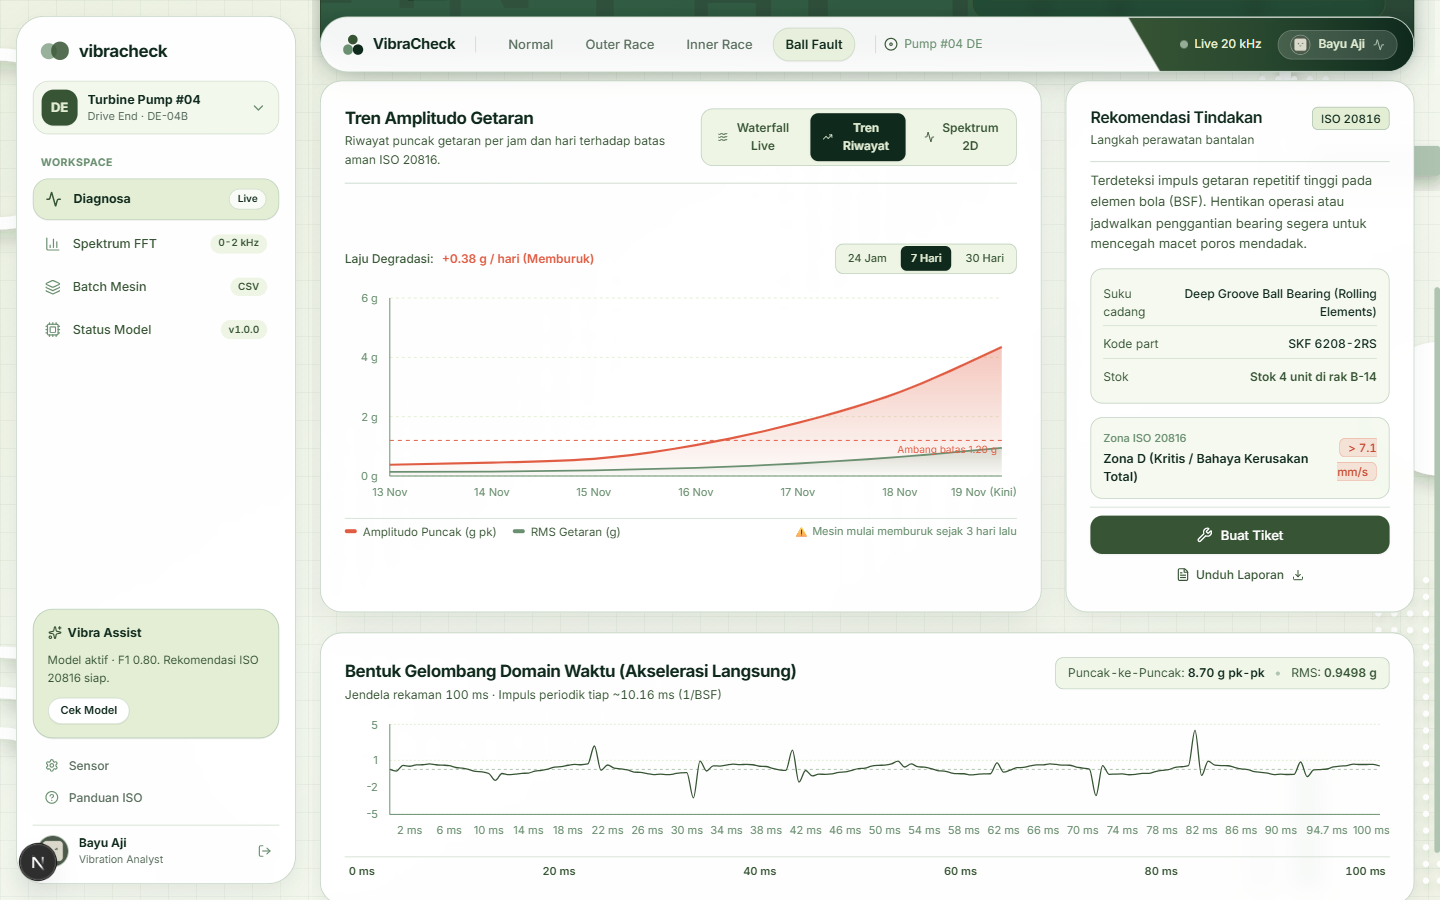 vibracheck
DE
Turbine Pump #04
Drive End · DE-04B
WORKSPACE
Diagnosa
Live
Spektrum FFT
0-2 kHz
Batch Mesin
CSV
Status Model
v1.0.0
Vibra Assist
Model aktif · F1 0.80. Rekomendasi ISO
20816 siap.
Cek Model
Sensor
Panduan ISO
Bayu Aji
Vibration Analyst
N
VibraCheck
Normal
Outer Race
Inner Race
Ball Fault
Pump #04 DE
Live 20 kHz
Bayu Aji
Tren Amplitudo Getaran
Riwayat puncak getaran per jam dan hari terhadap batas
aman ISO 20816.
Waterfall
Live
Tren
Riwayat
Spektrum
2D
Laju Degradasi: +0.38 g / hari (Memburuk)
24 Jam
7 Hari
30 Hari
6 g
4 g
2 g
0 g
Ambang batas 1.20 g
13 Nov
14 Nov
15 Nov
16 Nov
17 Nov
18 Nov
19 Nov (Kini)
Amplitudo Puncak (g pk)
RMS Getaran (g)
⚠️ Mesin mulai memburuk sejak 3 hari lalu
Rekomendasi Tindakan
ISO 20816
Langkah perawatan bantalan
Terdeteksi impuls getaran repetitif tinggi pada
elemen bola (BSF). Hentikan operasi atau
jadwalkan penggantian bearing segera untuk
mencegah macet poros mendadak.
Suku
cadang
Deep Groove Ball Bearing (Rolling
Elements)
Kode part
SKF 6208-2RS
Stok
Stok 4 unit di rak B-14
Zona ISO 20816
Zona D (Kritis / Bahaya Kerusakan
Total)
> 7.1
mm/s
Buat Tiket
Unduh Laporan
Bentuk Gelombang Domain Waktu (Akselerasi Langsung)
Jendela rekaman 100 ms · Impuls periodik tiap ~10.16 ms (1/BSF)
Puncak-ke-Puncak: 8.70 g pk-pk • RMS: 0.9498 g
5
1
-2
-5
2 ms
6 ms
10 ms
14 ms
18 ms
22 ms
26 ms
30 ms
34 ms
38 ms
42 ms
46 ms
50 ms
54 ms
58 ms
62 ms
66 ms
70 ms
74 ms
78 ms
82 ms
86 ms
90 ms
94.7 ms
100 ms
0 ms
20 ms
40 ms
60 ms
80 ms
100 ms